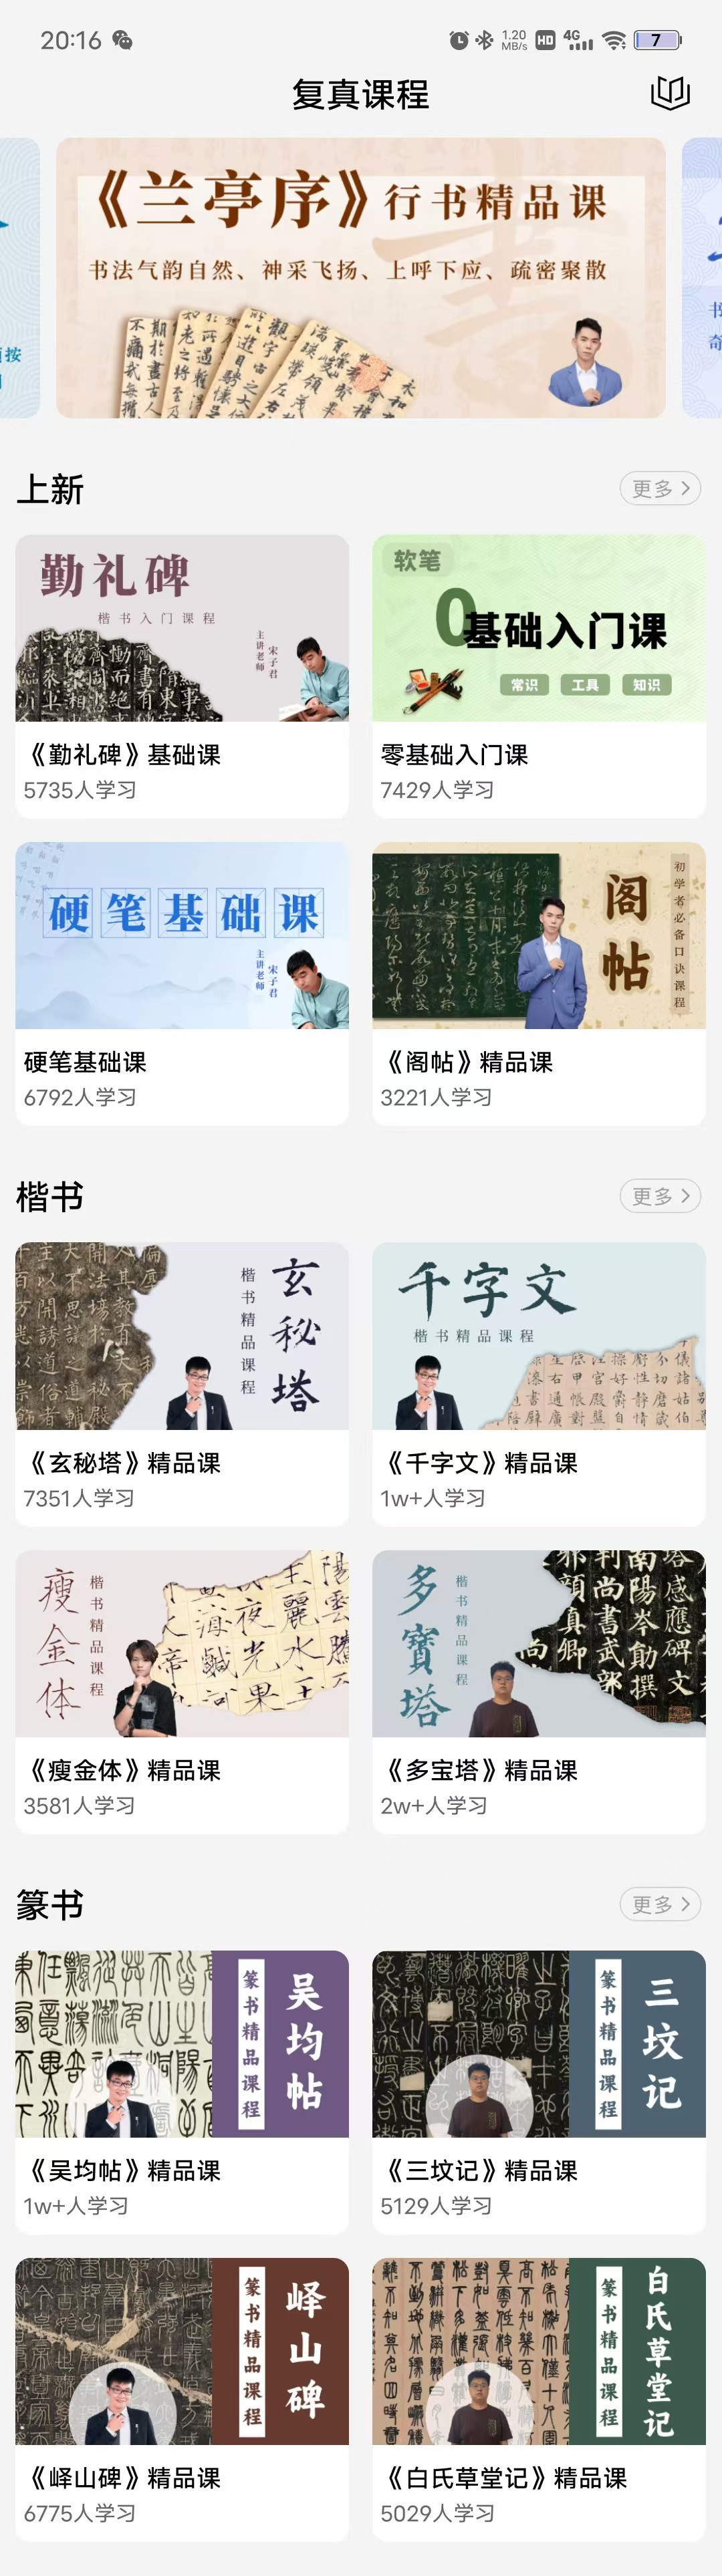 20:16
1.20
MB/s
HD
4G
7
复真课程
《兰亭序》行书精品课
书法气韵自然、神采飞扬、上呼下应、疏密聚散
上新
更多
勤礼碑
楷书入门课程
主讲老师
宋子君
《勤礼碑》基础课
5735人学习
软笔
0基础入门课
常识 工具 知识
零基础入门课
7429人学习
硬笔基础课
主讲老师
宋子君
硬笔基础课
6792人学习
阁帖
初学者必备口诀课程
《阁帖》精品课
3221人学习
楷书
更多
玄秘塔
楷书精品课程
《玄秘塔》精品课
7351人学习
千字文
楷书精品课程
《千字文》精品课
1w+人学习
瘦金体
楷书精品课程
《瘦金体》精品课
3581人学习
多寶塔
楷书精品课程
《多宝塔》精品课
2w+人学习
篆书
更多
吴均帖
篆书精品课程
《吴均帖》精品课
1w+人学习
三坟记
篆书精品课程
《三坟记》精品课
5129人学习
峄山碑
篆书精品课程
《峄山碑》精品课
6775人学习
白氏草堂记
篆书精品课程
《白氏草堂记》精品课
5029人学习